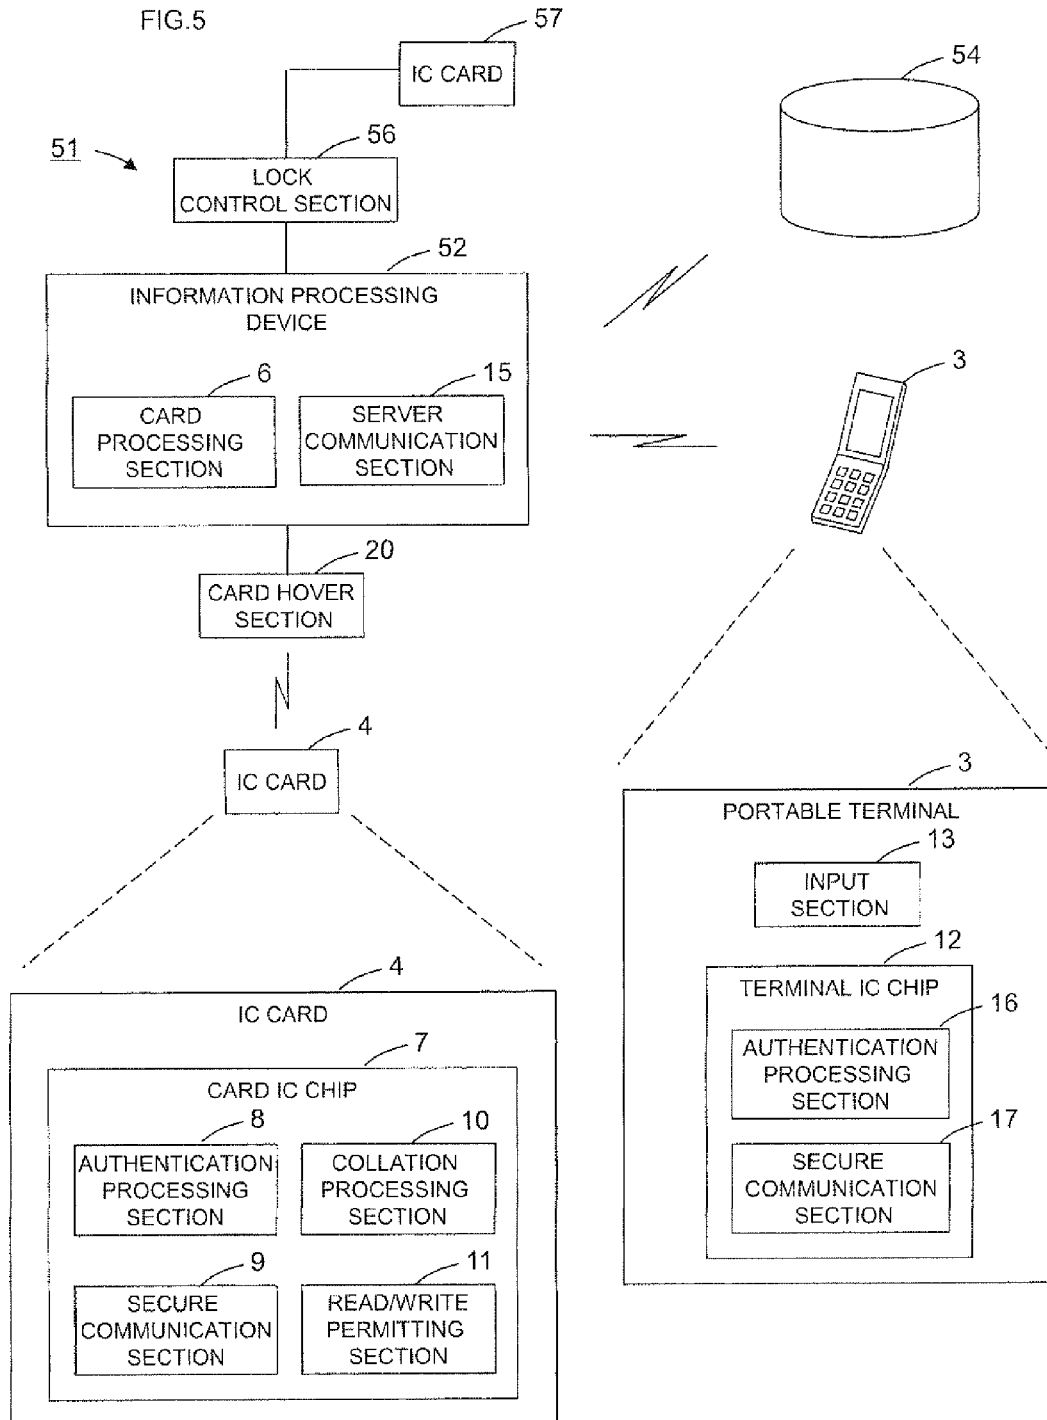 FIG.5
57
IC CARD
54
56
51
LOCK
CONTROL SECTION
52
INFORMATION PROCESSING
DEVICE
6
CARD
PROCESSING
SECTION
15
SERVER
COMMUNICATION
SECTION
3
20
CARD HOVER
SECTION
4
IC CARD
3
PORTABLE TERMINAL
13
INPUT
SECTION
12
TERMINAL IC CHIP
16
AUTHENTICATION
PROCESSING
SECTION
17
SECURE
COMMUNICATION
SECTION
4
IC CARD
7
CARD IC CHIP
8
AUTHENTICATION
PROCESSING
SECTION
10
COLLATION
PROCESSING
SECTION
9
SECURE
COMMUNICATION
SECTION
11
READ/WRITE
PERMITTING
SECTION